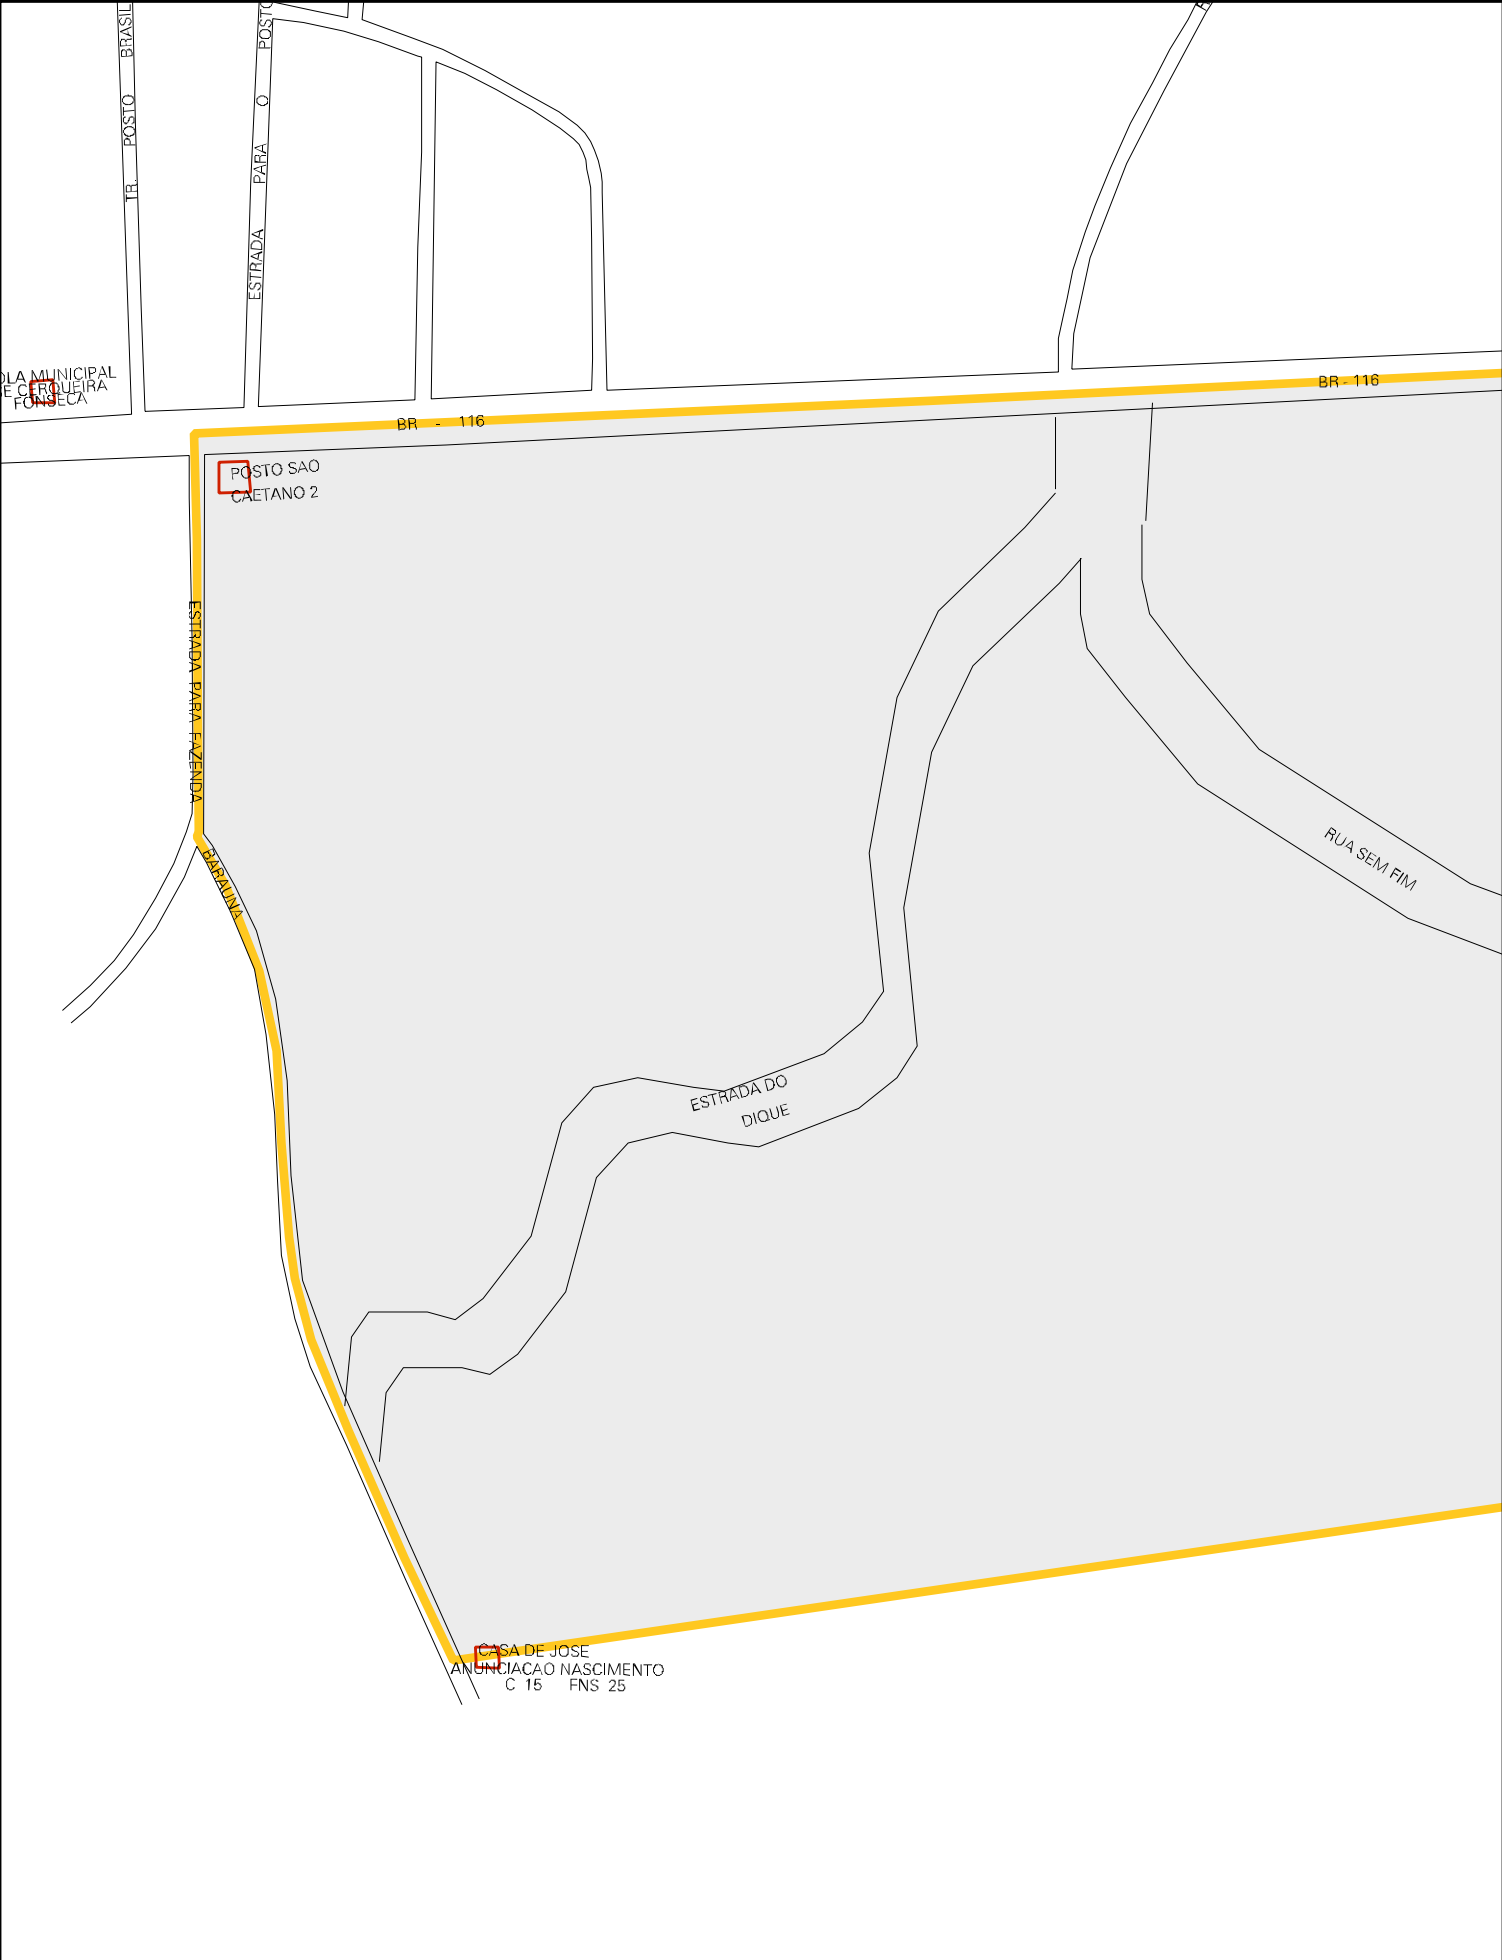 TR. POSTO BRASIL
ESTRADA PARA O POSTO
OLA MUNICIPAL
E CERQUEIRA
FONSECA
BR - 116
BR - 116
POSTO SAO
CAETANO 2
ESTRADA PARA FAZENDA
BARAUNA
RUA SEM FIM
ESTRADA DO
DIQUE
CASA DE JOSE
ANUNCIACAO NASCIMENTO
C 15 FNS 25